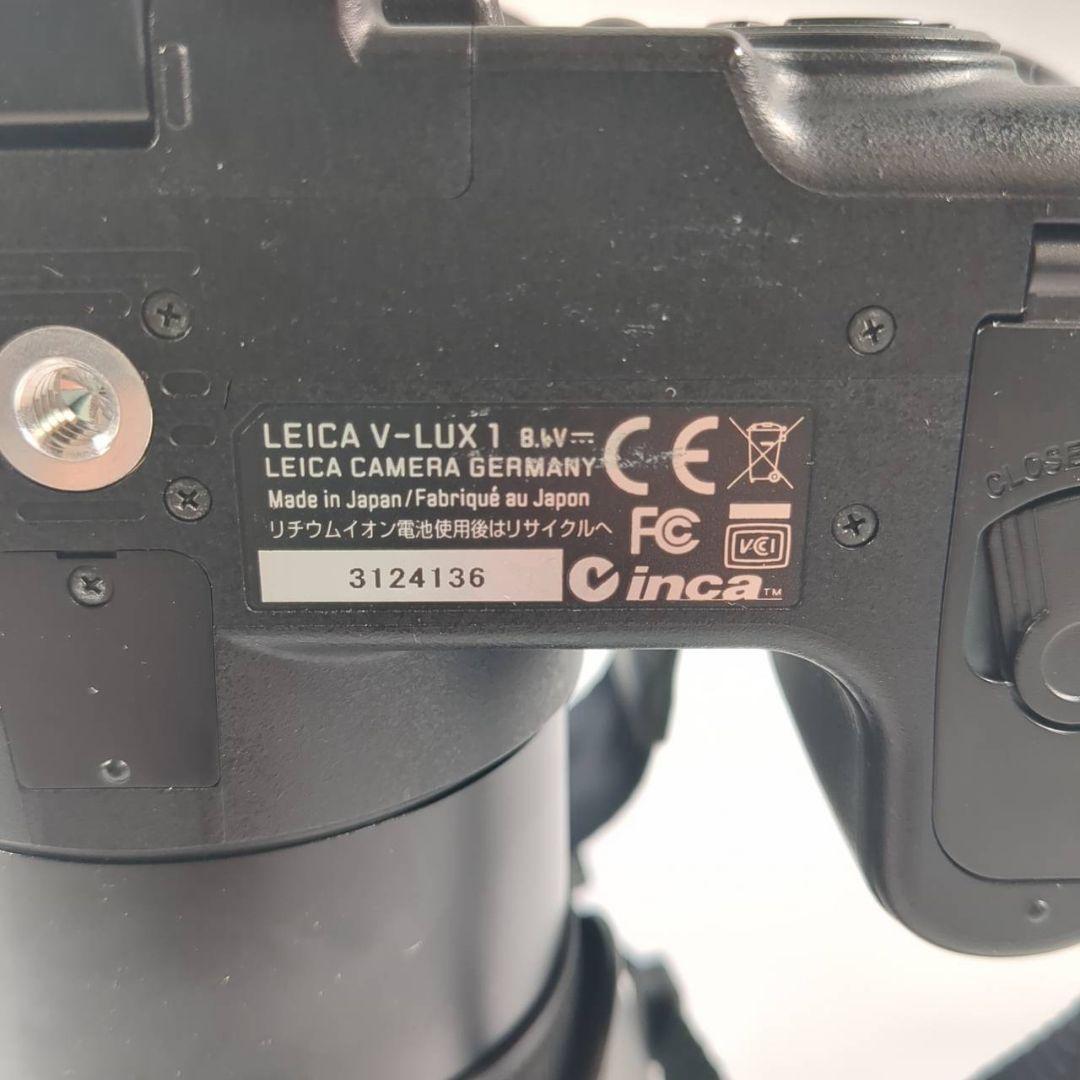 LEICA V-LUX 1 8.4V
LEICA CAMERA GERMANY
Made in Japan/Fabriqué au Japon
リチウムイオン電池使用後はリサイクルへ
3124136
CE
FC
VCI
inca™
CLOSE